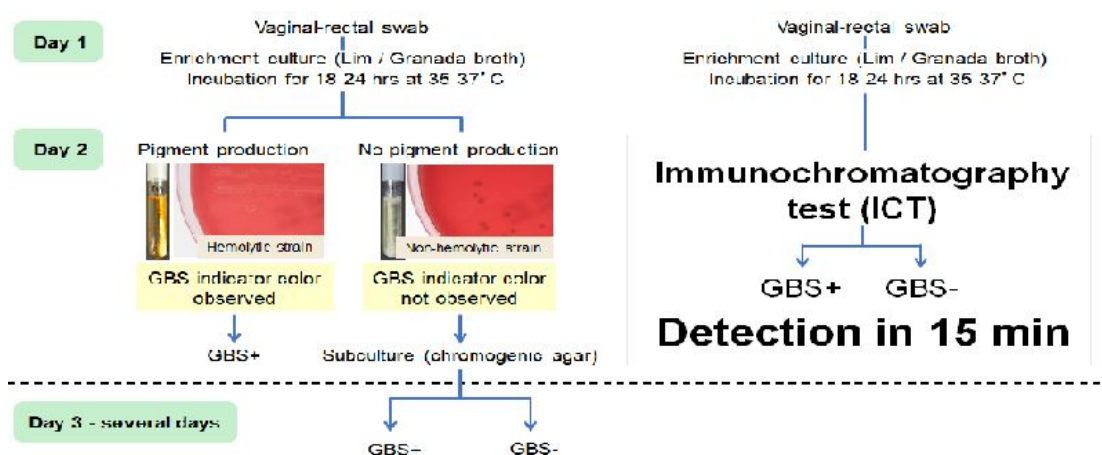 Day 1
Vaginal-rectal swab
Enrichment culture (Lim / Granada broth)
Incubation for 18 24 hrs at 35 37° C
Vaginal-rectal swab
Enrichment culture (Lim / Granada broth)
Incubation for 18 24 hrs at 35 37° C
Day 2
Pigment production
No pigment production
Hemolytic strain
Non-hemolytic strain
GBS indicator color
observed
GBS indicator color
not observed
GBS+
Subculture (chromogenic agar)
Immunochromatography
test (ICT)
GBS+
GBS-
Detection in 15 min
Day 3 - several days
GBS+
GBS-